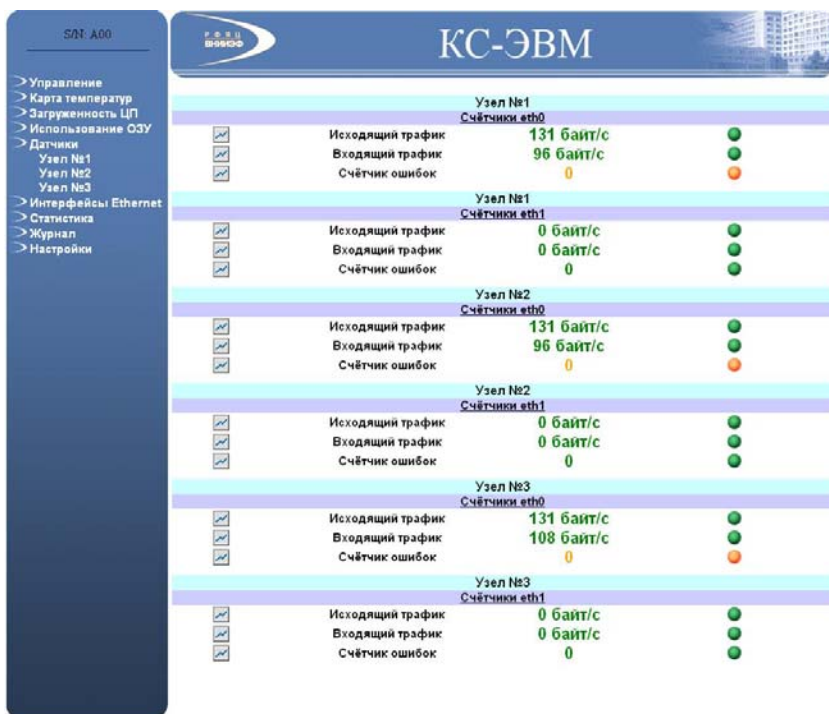 S/N: A00
Управление
Карта температур
Загруженность ЦП
Использование ОЗУ
Датчики
Узел №1
Узел №2
Узел №3
Интерфейсы Ethernet
Статистика
Журнал
Настройки
РФЯЦ
ВНИИЭФ
КС-ЭВМ
Узел №1
Счётчики eth0
Исходящий трафик 131 байт/с
Входящий трафик 96 байт/с
Счётчик ошибок 0
Узел №1
Счётчики eth1
Исходящий трафик 0 байт/с
Входящий трафик 0 байт/с
Счётчик ошибок 0
Узел №2
Счётчики eth0
Исходящий трафик 131 байт/с
Входящий трафик 96 байт/с
Счётчик ошибок 0
Узел №2
Счётчики eth1
Исходящий трафик 0 байт/с
Входящий трафик 0 байт/с
Счётчик ошибок 0
Узел №3
Счётчики eth0
Исходящий трафик 131 байт/с
Входящий трафик 108 байт/с
Счётчик ошибок 0
Узел №3
Счётчики eth1
Исходящий трафик 0 байт/с
Входящий трафик 0 байт/с
Счётчик ошибок 0